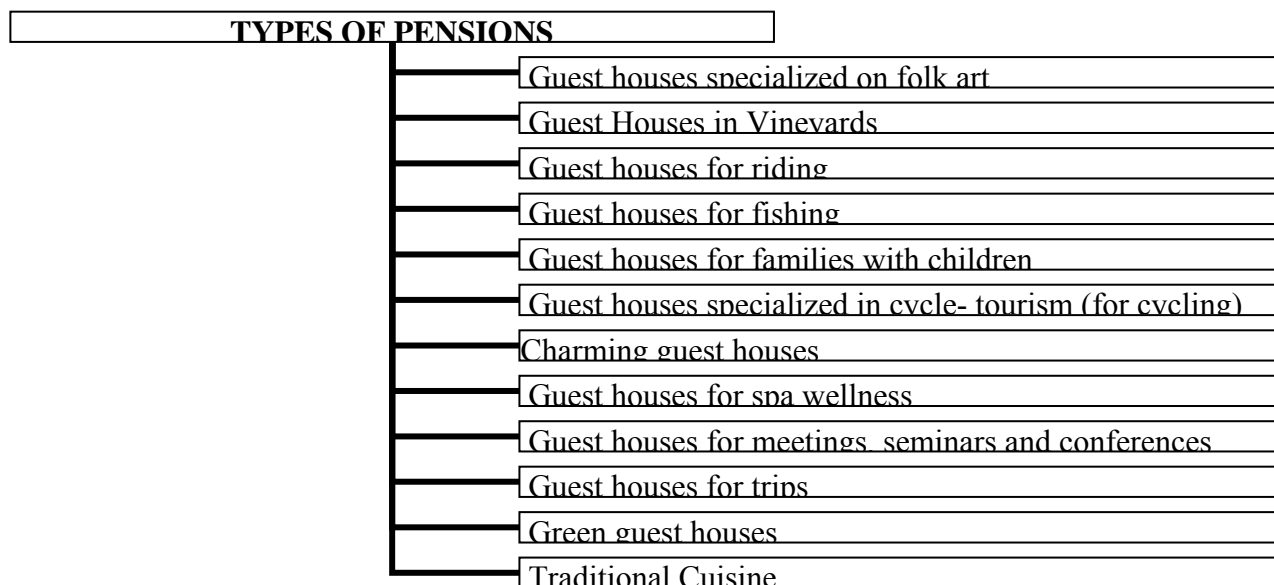 TYPES OF PENSIONS
Guest houses specialized on folk art
Guest Houses in Vineyards
Guest houses for riding
Guest houses for fishing
Guest houses for families with children
Guest houses specialized in cycle- tourism (for cycling)
Charming guest houses
Guest houses for spa wellness
Guest houses for meetings, seminars and conferences
Guest houses for trips
Green guest houses
Traditional Cuisine